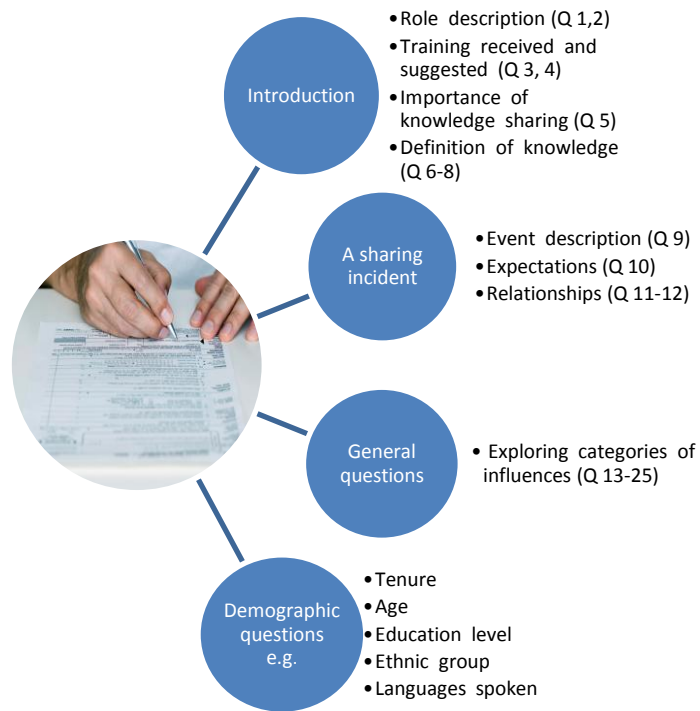 Introduction
•Role description (Q 1,2)
•Training received and
suggested (Q 3, 4)
•Importance of
knowledge sharing (Q 5)
•Definition of knowledge
(Q 6-8)
A sharing
incident
•Event description (Q 9)
•Expectations (Q 10)
•Relationships (Q 11-12)
General
questions
• Exploring categories of
influences (Q 13-25)
Demographic
questions
e.g.
•Tenure
•Age
•Education level
•Ethnic group
•Languages spoken